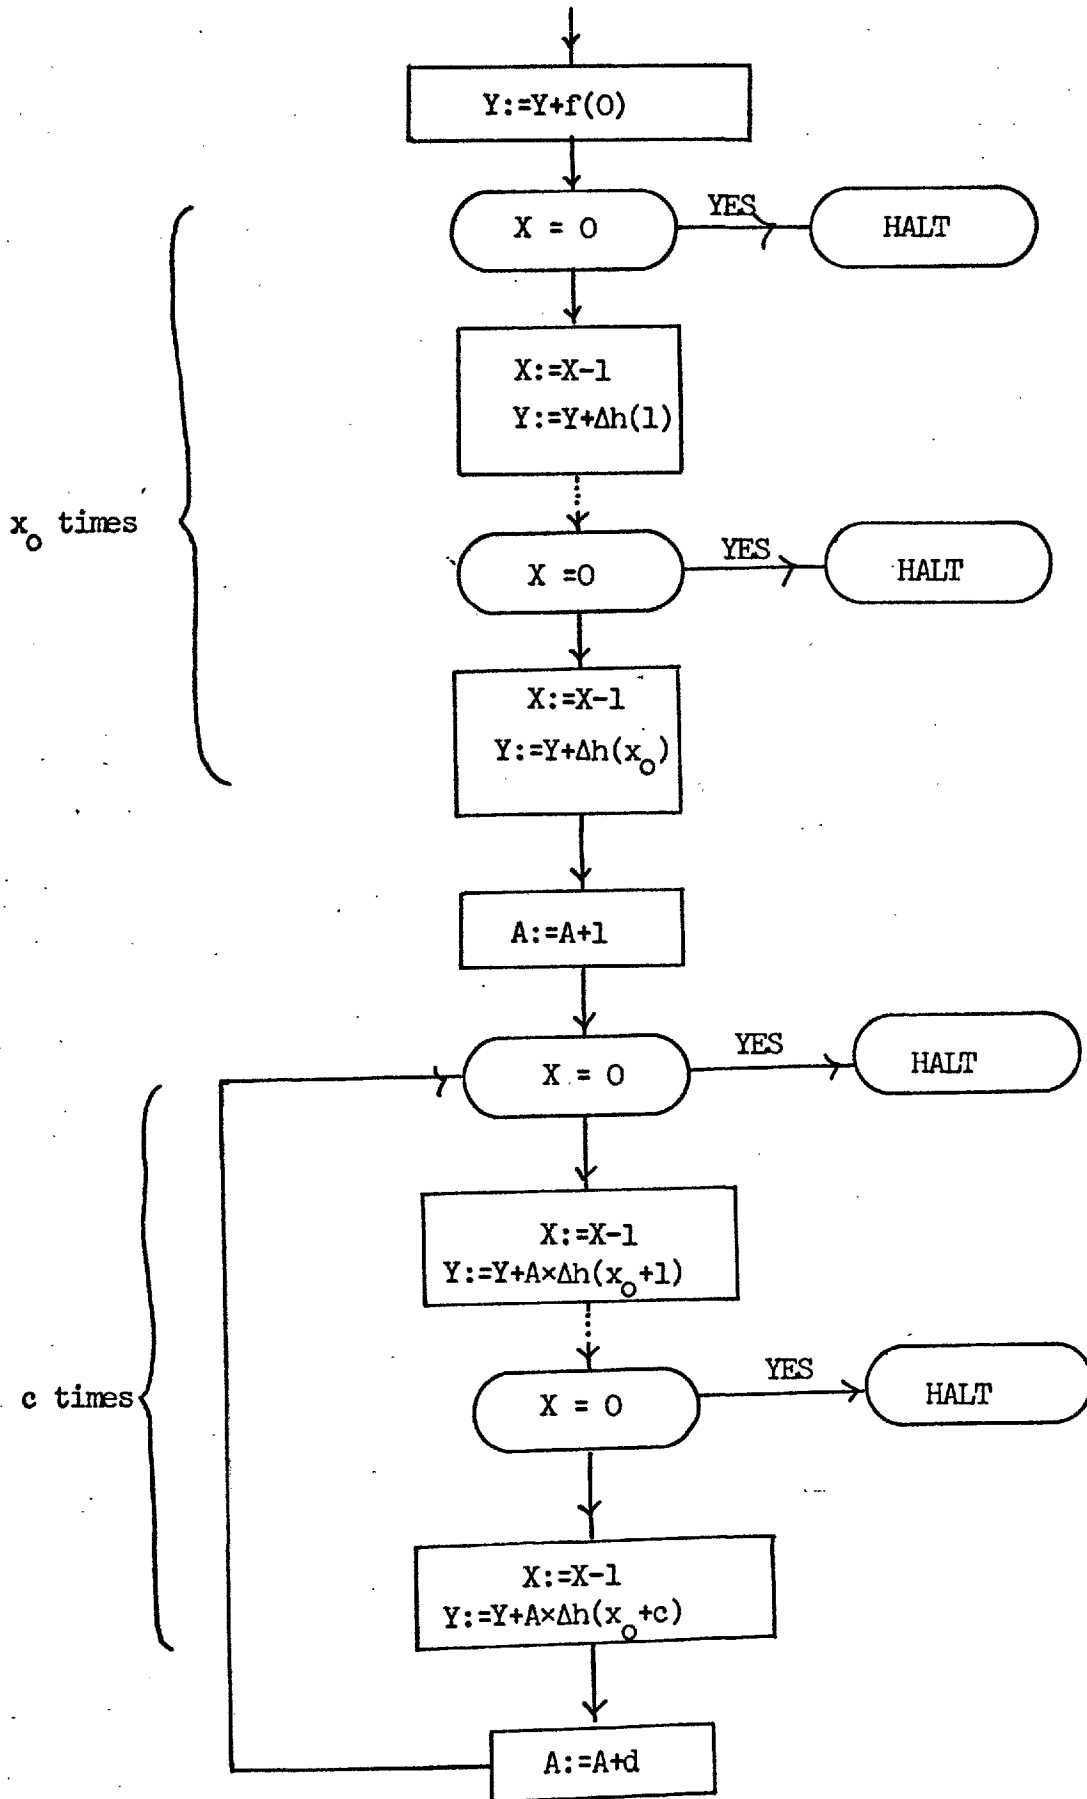 Y:=Y+f(0)
X = 0
YES
HALT
X:=X-1
Y:=Y+Δh(1)
x₀ times
X =0
YES
HALT
X:=X-1
Y:=Y+Δh(x₀)
A:=A+1
X = 0
YES
HALT
X:=X-1
Y:=Y+A×Δh(x₀+1)
c times
X = 0
YES
HALT
X:=X-1
Y:=Y+A×Δh(x₀+c)
A:=A+d